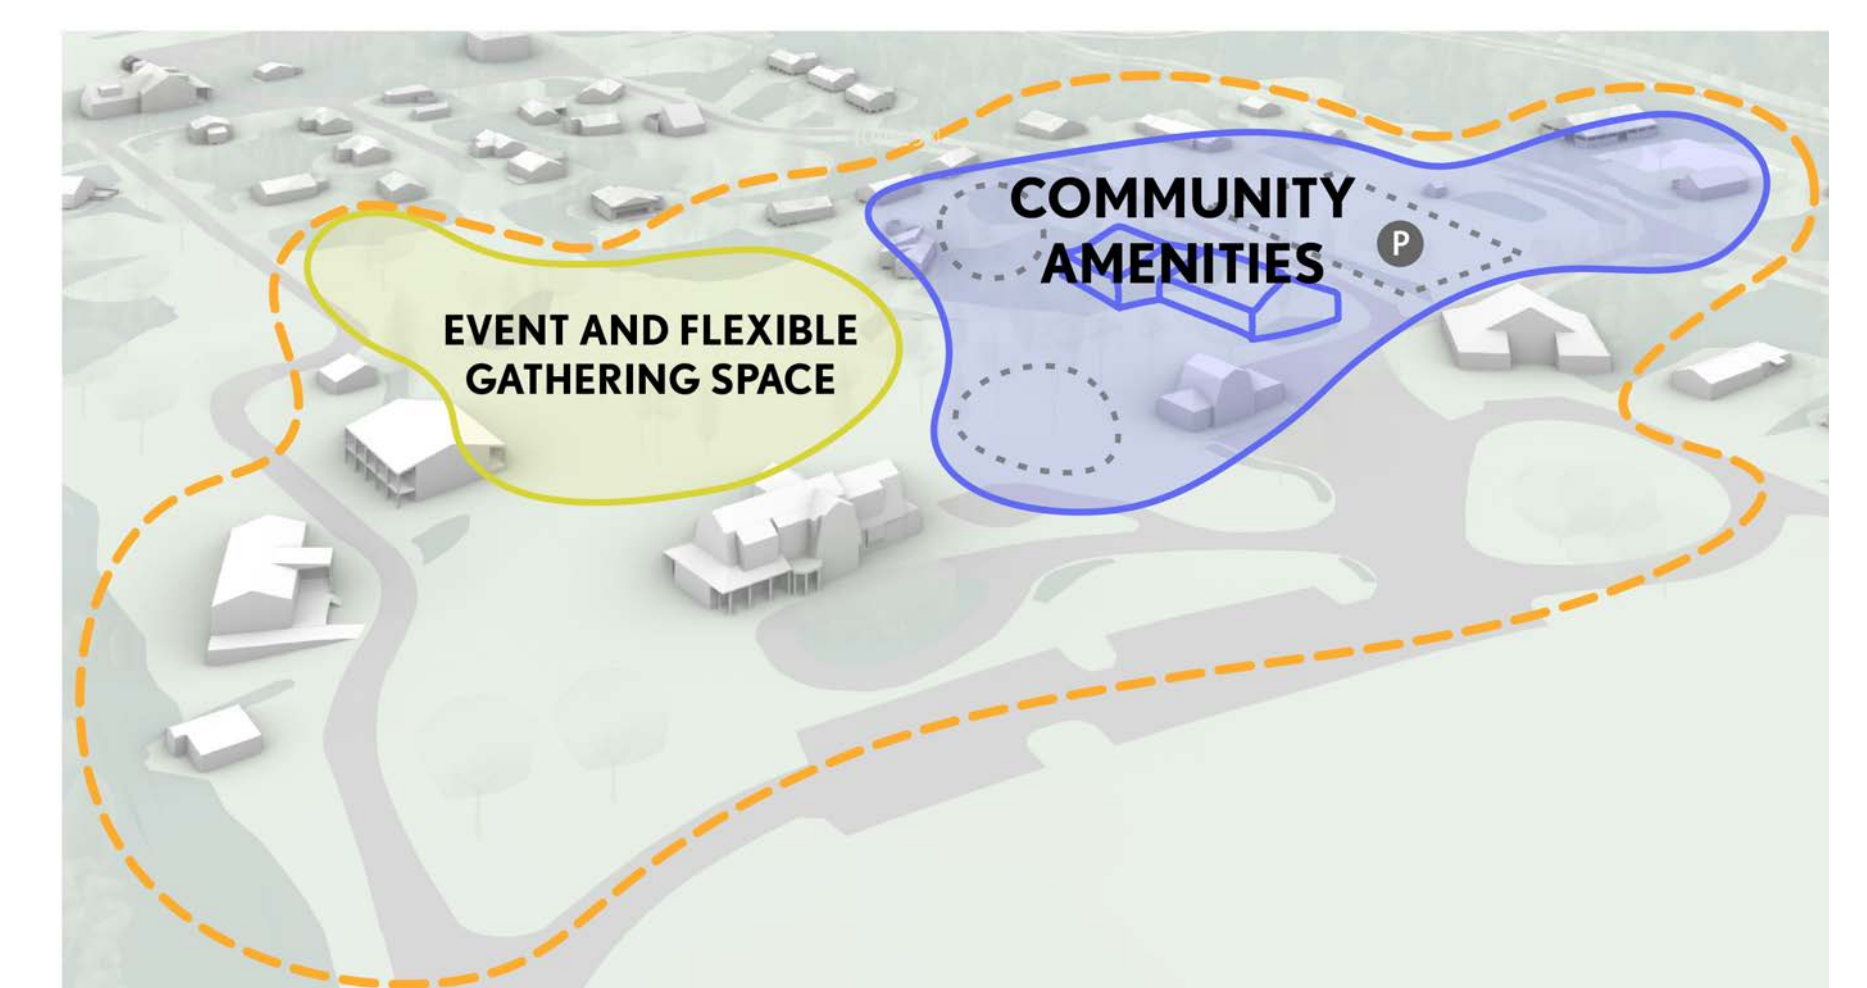 COMMUNITY
AMENITIES
P
EVENT AND FLEXIBLE
GATHERING SPACE